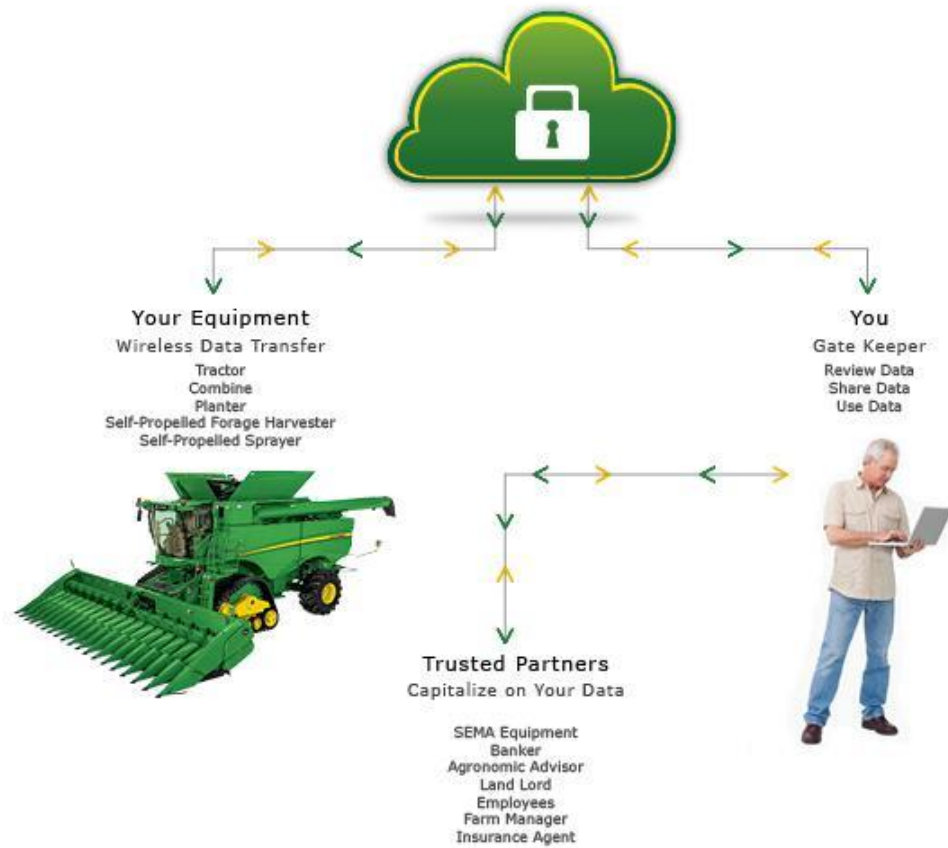 Your Equipment
Wireless Data Transfer
Tractor
Combine
Planter
Self-Propelled Forage Harvester
Self-Propelled Sprayer
You
Gate Keeper
Review Data
Share Data
Use Data
Trusted Partners
Capitalize on Your Data
SEMA Equipment
Banker
Agronomic Advisor
Land Lord
Employees
Farm Manager
Insurance Agent